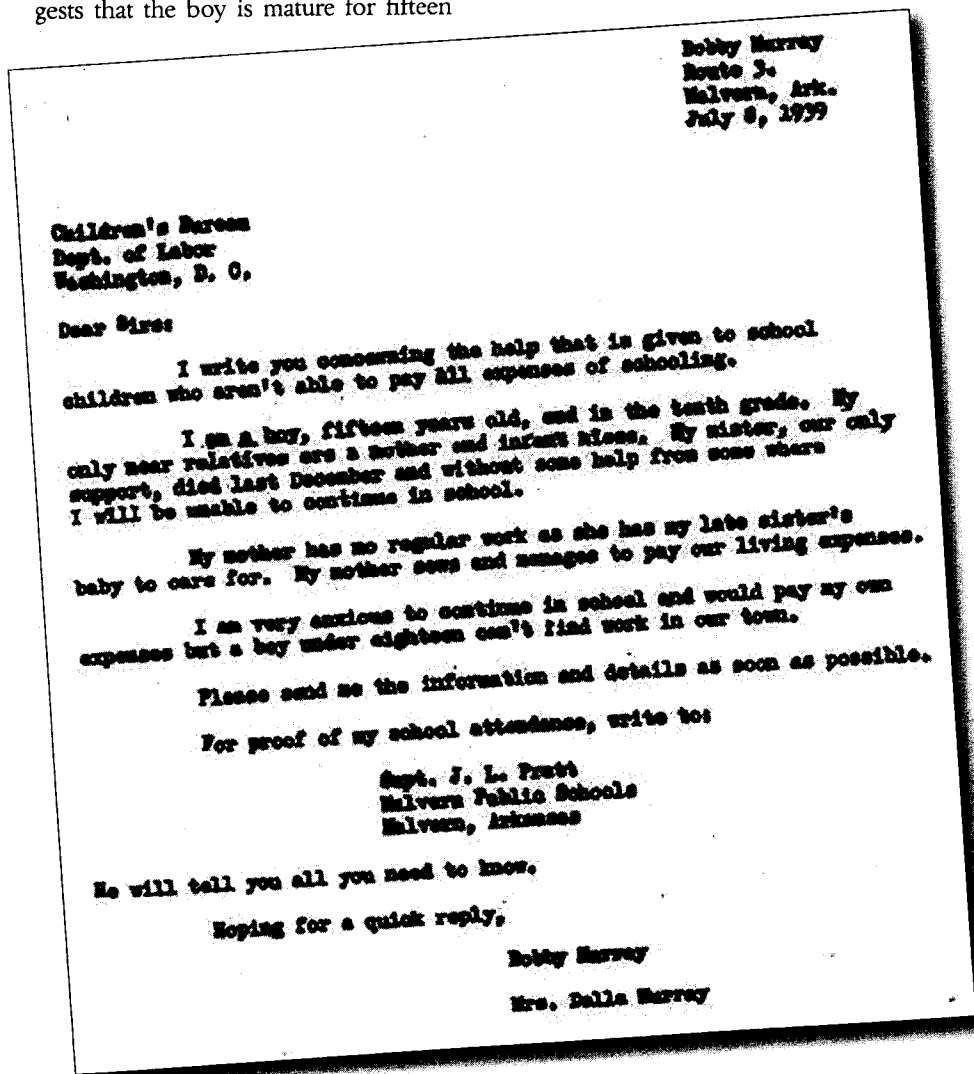 gests that the boy is mature for fifteen
Bobby Murray
Route 3.
Malvern, Ark.
July 8, 1939
Children's Bureau
Dept. of Labor
Washington, D. C.
Dear Sirs:
I write you concerning the help that is given to school
children who aren't able to pay all expenses of schooling.
I am a boy, fifteen years old, and in the tenth grade. My
only near relatives are a mother and infant niece. My sister, our only
support, died last December and without some help from some where
I will be unable to continue in school.
My mother has no regular work as she has my late sister's
baby to care for. My mother sews and manages to pay our living expenses.
I am very anxious to continue in school and would pay my own
expenses but a boy under eighteen can't find work in our town.
Please send me the information and details as soon as possible.
For proof of my school attendance, write to:
Supt. J. L. Pratt
Malvern Public Schools
Malvern, Arkansas
He will tell you all you need to know.
Hoping for a quick reply,
Bobby Murray
Mrs. Della Murray